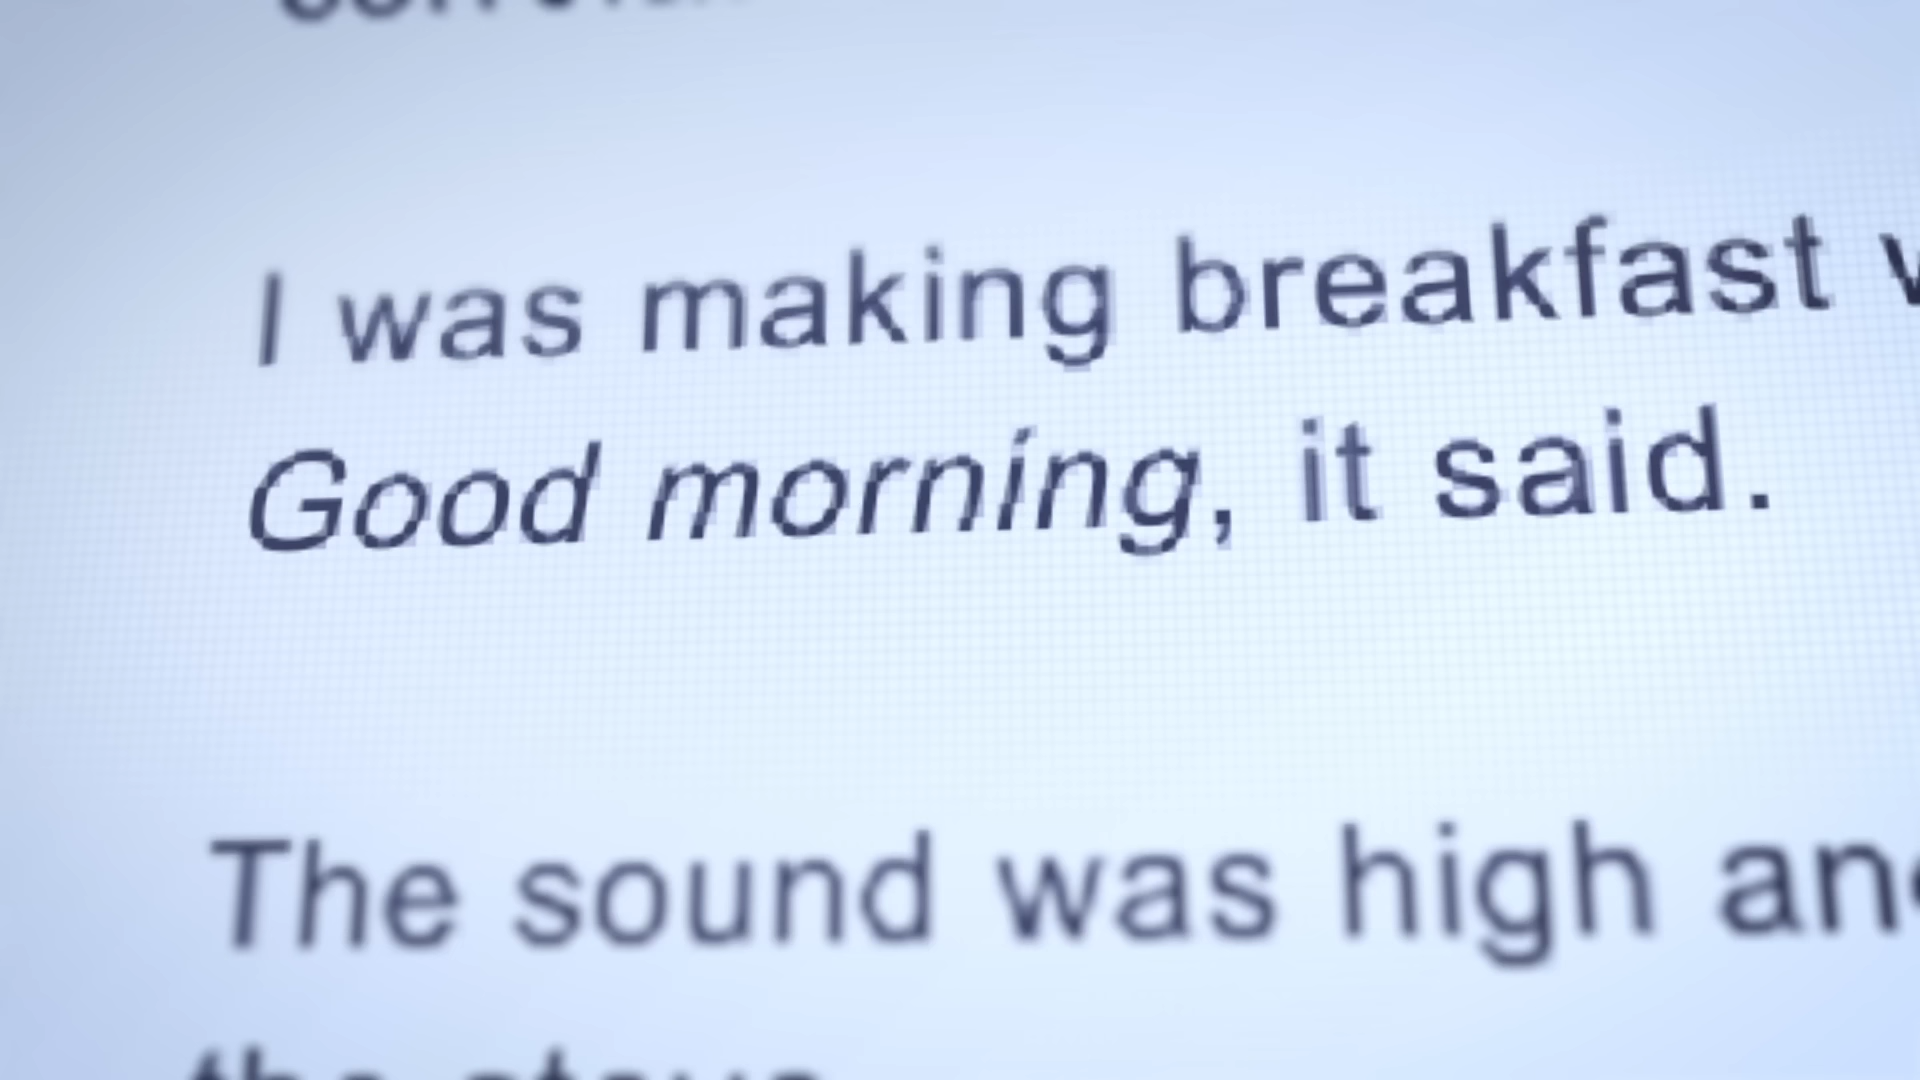 I was making breakfast
Good morning, it said.
The sound was high